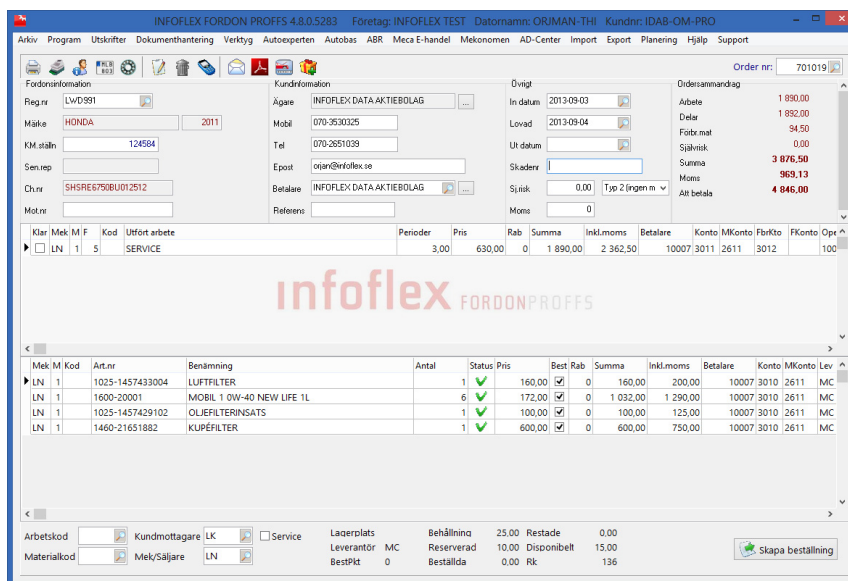 INFOFLEX FORDON PROFFS 4.8.0.5283 Företag: INFOFLEX TEST Datornamn: ORJMAN-THI Kundnr: IDAB-OM-PRO
Arkiv Program Utskrifter Dokumenthantering Verktyg Autoexperten Autobas ABR Meca E-handel Mekonomen AD-Center Import Export Planering Hjälp Support
Order nr: 701019
Fordonsinformation Kundinformation Övrigt Ordersammandrag
Reg.nr LWD991 Ägare INFOFLEX DATA AKTIEBOLAG ... In datum 2013-09-03 Arbete 1 890,00
Märke HONDA 2011 Mobil 070-3530325 Lovad 2013-09-04 Delar 1 892,00
KM.ställn 124584 Tel 070-2651039 Ut datum Förbr.mat 94,50
Sen.rep Epost orjan@infoflex.se Skadenr Självrisk 0,00
Ch.nr SHSRE6750BU012512 Betalare INFOFLEX DATA AKTIEBOLAG ... Sj.risk 0,00 Typ 2 (ingen m Summa 3 876,50
Mot.nr Referens Moms 0 Moms 969,13
Att betala 4 846,00
Klar Mek M F Kod Utfört arbete Perioder Pris Rab Summa Inkl.moms Betalare Konto MKonto FbrKto FKonto Ope
LN 1 5 SERVICE 3,00 630,00 0 1 890,00 2 362,50 10007 3011 2611 3012 100
infoflex FORDONPROFFS
Mek M Kod Art.nr Benämning Antal Status Pris Best Rab Summa Inkl.moms Betalare Konto MKonto Lev
LN 1 1025-1457433004 LUFTFILTER 1 160,00 0 160,00 200,00 10007 3010 2611 MC
LN 1 1600-20001 MOBIL 1 0W-40 NEW LIFE 1L 6 172,00 0 1 032,00 1 290,00 10007 3010 2611 MC
LN 1 1025-1457429102 OLJEFILTERINSATS 1 100,00 0 100,00 125,00 10007 3010 2611 MC
LN 1 1460-21651882 KUPÉFILTER 1 600,00 0 600,00 750,00 10007 3010 2611 MC
Arbetskod Kundmottagare LK Service Lagerplats Behållning 25,00 Restade 0,00
Materialkod Mek/Säljare LN Leverantör MC Reserverad 10,00 Disponibelt 15,00
BestPkt 0 Beställda 0,00 Rk 136
Skapa beställning